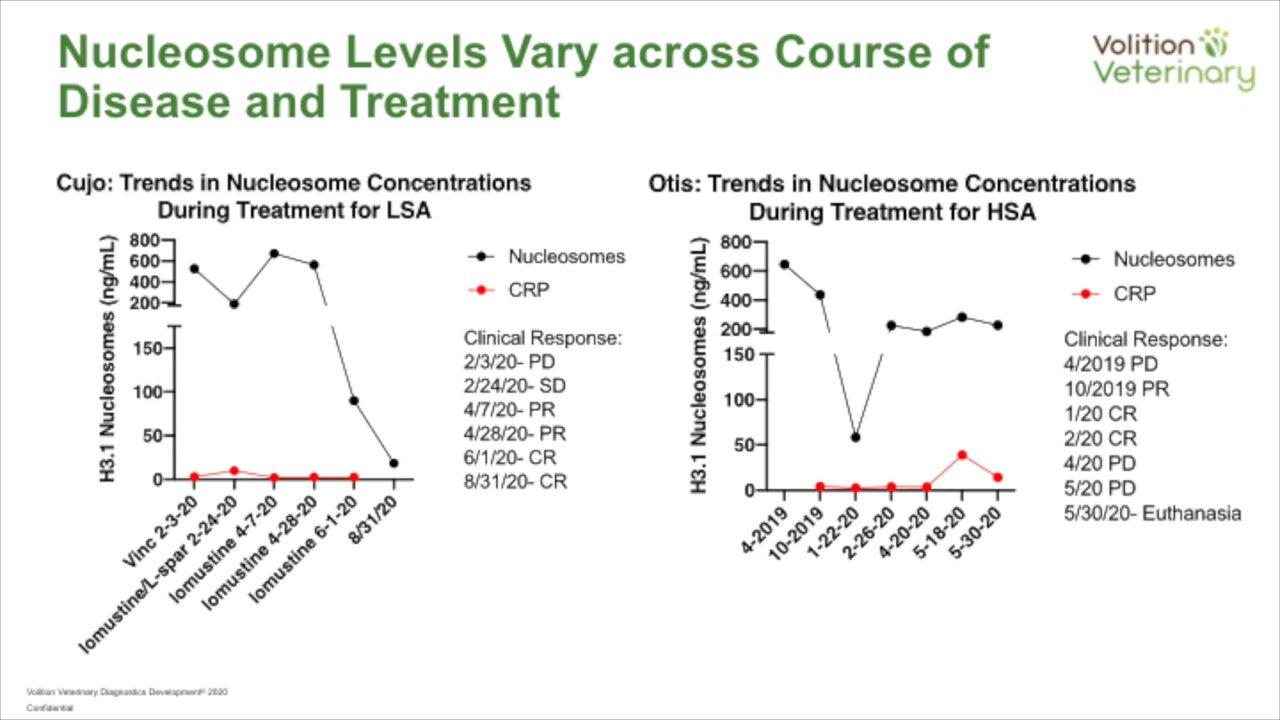 Nucleosome Levels Vary across Course of
Disease and Treatment
Volition
Veterinary
Cujo: Trends in Nucleosome Concentrations
During Treatment for LSA
H3.1 Nucleosomes (ng/mL)
800
600
400
200
150
100
50
0
Vinc 2-3-20
lomustine/L-spar 2-24-20
lomustine 4-7-20
lomustine 4-28-20
lomustine 6-1-20
8/31/20
Nucleosomes
CRP
Clinical Response:
2/3/20- PD
2/24/20- SD
4/7/20- PR
4/28/20- PR
6/1/20- CR
8/31/20- CR
Otis: Trends in Nucleosome Concentrations
During Treatment for HSA
H3.1 Nucleosomes (ng/mL)
800
600
400
200
150
100
50
0
4-2019
10-2019
1-22-20
2-26-20
4-20-20
5-18-20
5-30-20
Nucleosomes
CRP
Clinical Response:
4/2019 PD
10/2019 PR
1/20 CR
2/20 CR
4/20 PD
5/20 PD
5/30/20- Euthanasia
Volition Veterinary Diagnostics Development© 2020
Confidential